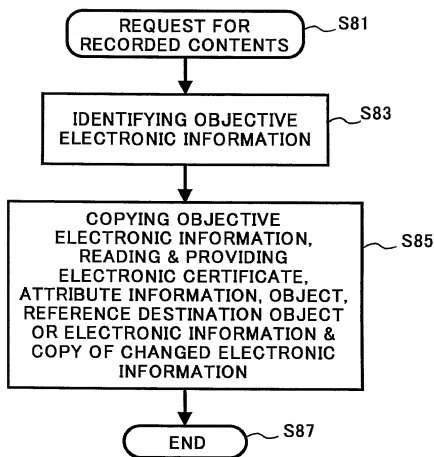 REQUEST FOR
RECORDED CONTENTS
S81
IDENTIFYING OBJECTIVE
ELECTRONIC INFORMATION
S83
COPYING OBJECTIVE
ELECTRONIC INFORMATION,
READING & PROVIDING
ELECTRONIC CERTIFICATE,
ATTRIBUTE INFORMATION, OBJECT,
REFERENCE DESTINATION OBJECT
OR ELECTRONIC INFORMATION &
COPY OF CHANGED ELECTRONIC
INFORMATION
S85
END
S87